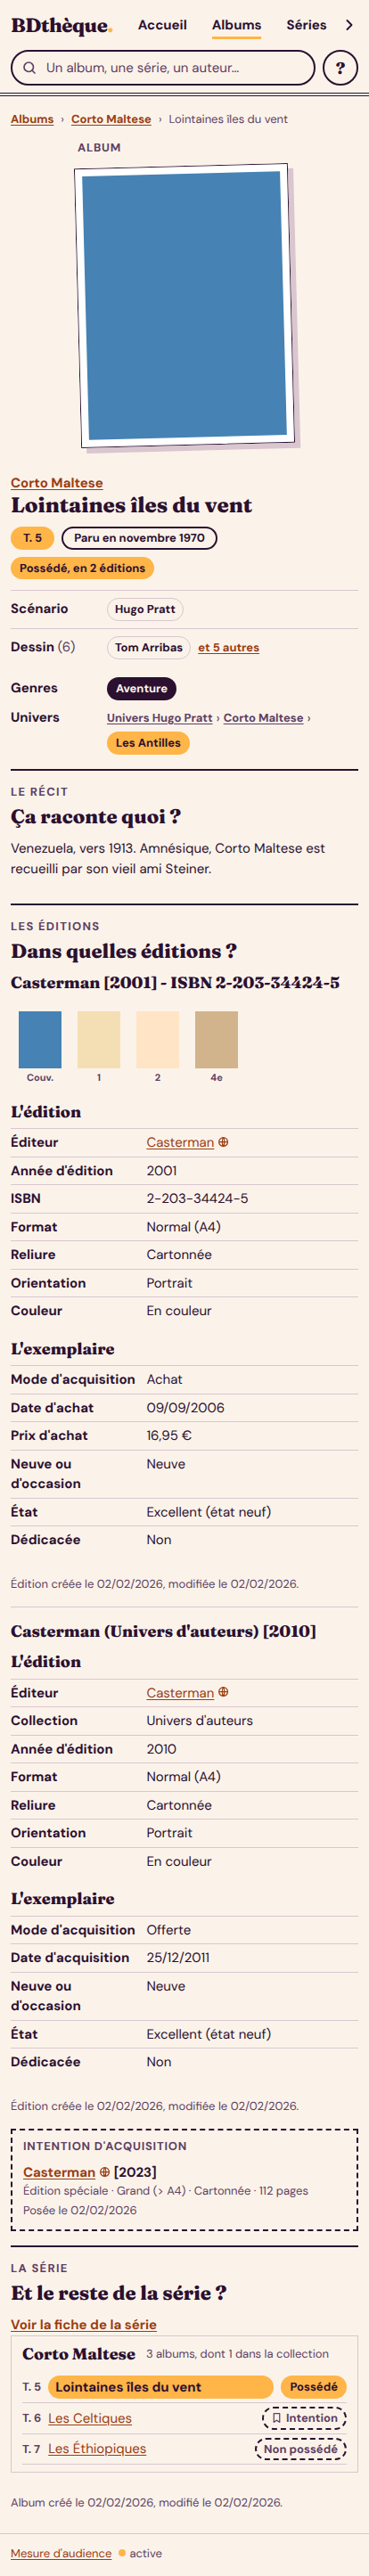 BDthèque.
Accueil
Albums
Séries
Un album, une série, un auteur…
?
Albums › Corto Maltese › Lointaines îles du vent
ALBUM
Corto Maltese
Lointaines îles du vent
T. 5
Paru en novembre 1970
Possédé, en 2 éditions
Scénario
Hugo Pratt
Dessin (6)
Tom Arribas
et 5 autres
Genres
Aventure
Univers
Univers Hugo Pratt › Corto Maltese ›
Les Antilles
LE RÉCIT
Ça raconte quoi ?
Venezuela, vers 1913. Amnésique, Corto Maltese est
recueilli par son vieil ami Steiner.
LES ÉDITIONS
Dans quelles éditions ?
Casterman [2001] - ISBN 2-203-34424-5
Couv.
1
2
4e
L'édition
Éditeur
Casterman
Année d'édition
2001
ISBN
2-203-34424-5
Format
Normal (A4)
Reliure
Cartonnée
Orientation
Portrait
Couleur
En couleur
L'exemplaire
Mode d'acquisition
Achat
Date d'achat
09/09/2006
Prix d'achat
16,95 €
Neuve ou
d'occasion
Neuve
État
Excellent (état neuf)
Dédicacée
Non
Édition créée le 02/02/2026, modifiée le 02/02/2026.
Casterman (Univers d'auteurs) [2010]
L'édition
Éditeur
Casterman
Collection
Univers d'auteurs
Année d'édition
2010
Format
Normal (A4)
Reliure
Cartonnée
Orientation
Portrait
Couleur
En couleur
L'exemplaire
Mode d'acquisition
Offerte
Date d'acquisition
25/12/2011
Neuve ou
d'occasion
Neuve
État
Excellent (état neuf)
Dédicacée
Non
Édition créée le 02/02/2026, modifiée le 02/02/2026.
INTENTION D'ACQUISITION
Casterman [2023]
Édition spéciale · Grand (> A4) · Cartonnée · 112 pages
Posée le 02/02/2026
LA SÉRIE
Et le reste de la série ?
Voir la fiche de la série
Corto Maltese
3 albums, dont 1 dans la collection
T. 5
Lointaines îles du vent
Possédé
T. 6
Les Celtiques
Intention
T. 7
Les Éthiopiques
Non possédé
Album créé le 02/02/2026, modifié le 02/02/2026.
Mesure d'audience
active